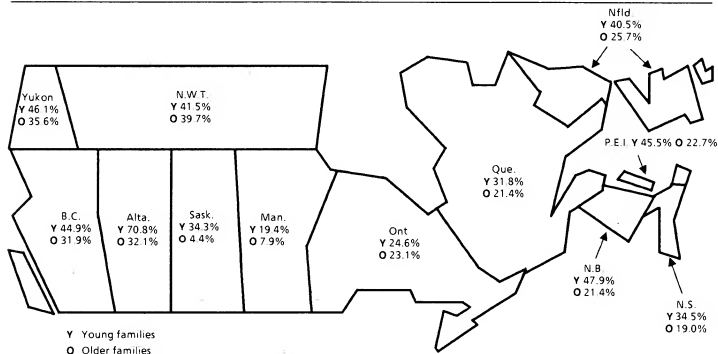 Nfld.
Y 40.5%
O 25.7%
Yukon
Y 46.1%
O 35.6%
N.W.T.
Y 41.5%
O 39.7%
P.E.I. Y 45.5% O 22.7%
Que.
Y 31.8%
O 21.4%
B.C.
Y 44.9%
O 31.9%
Alta.
Y 70.8%
O 32.1%
Sask.
Y 34.3%
O 4.4%
Man.
Y 19.4%
O 7.9%
Ont
Y 24.6%
O 23.1%
N.B.
Y 47.9%
O 21.4%
N.S.
Y 34.5%
O 19.0%
Y Young families
O Older families